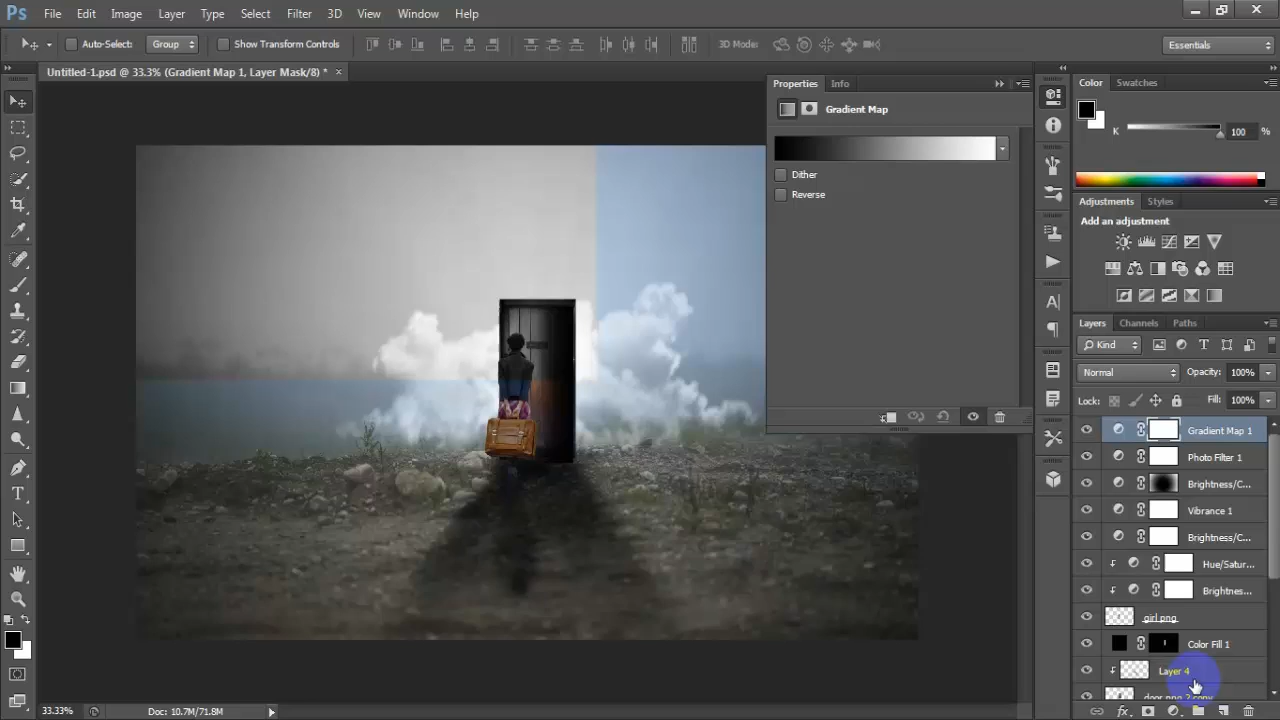 Ps File Edit Image Layer Type Select Filter 3D View Window Help
Auto-Select: Group Show Transform Controls 3D Mode: Essentials
Untitled-1.psd @ 33.3% (Gradient Map 1, Layer Mask/8) * ×
Properties Info
Gradient Map
Dither
Reverse
Color Swatches
K 100 %
Adjustments Styles
Add an adjustment
Layers Channels Paths
Kind
Normal Opacity: 100%
Lock: Fill: 100%
Gradient Map 1
Photo Filter 1
Brightness/C...
Vibrance 1
Brightness/C...
Hue/Satur...
Brightnes...
girl.png
Color Fill 1
Layer 4
door.png 2 copy
33.33% Doc: 10.7M/71.8M